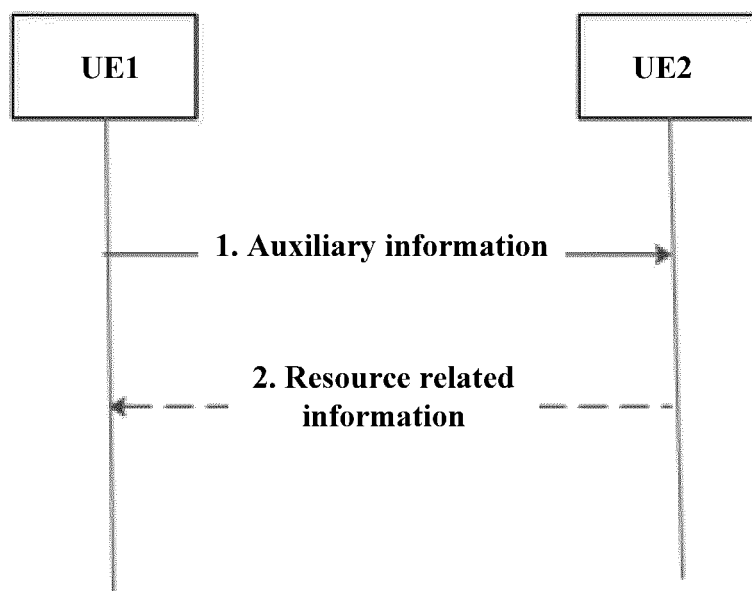 UE1
UE2
1. Auxiliary information
2. Resource related
information